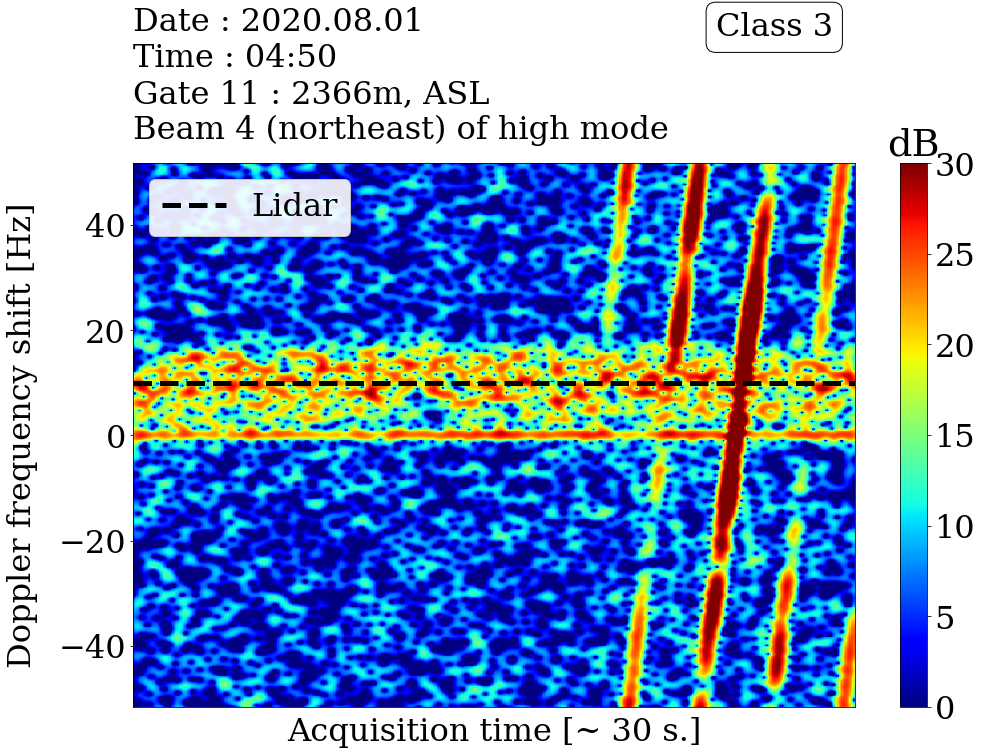 Date : 2020.08.01
Time : 04:50
Gate 11 : 2366m, ASL
Beam 4 (northeast) of high mode
Class 3
dB
Lidar
Doppler frequency shift [Hz]
40
20
0
−20
−40
30
25
20
15
10
5
0
Acquisition time [~ 30 s.]